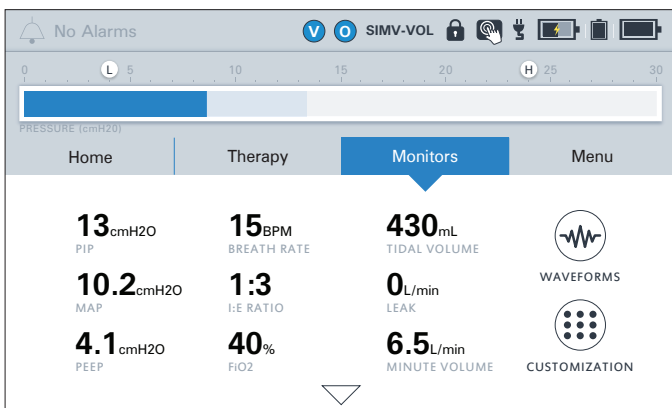 No Alarms V O SIMV-VOL
0 L 5 10 15 20 H 25 30
PRESSURE (cmH20)
Home Therapy Monitors Menu
13cmH2O 15BPM 430mL
PIP BREATH RATE TIDAL VOLUME
WAVEFORMS
10.2cmH2O 1:3 0L/min
MAP I:E RATIO LEAK
4.1cmH2O 40% 6.5L/min
PEEP FiO2 MINUTE VOLUME CUSTOMIZATION